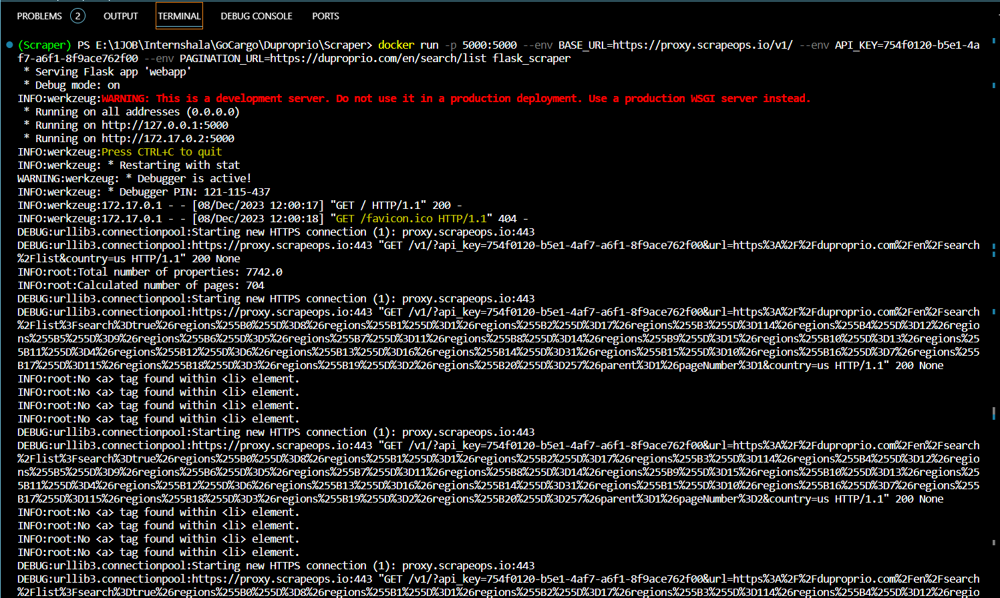 PROBLEMS 2 OUTPUT TERMINAL DEBUG CONSOLE PORTS
(Scraper) PS E:\1JOB\Internshala\GoCargo\Duproprio\Scraper> docker run -p 5000:5000 --env BASE_URL=https://proxy.scrapeops.io/v1/ --env API_KEY=754f0120-b5e1-4a
f7-a6f1-8f9ace762f00 --env PAGINATION_URL=https://duproprio.com/en/search/list flask_scraper
* Serving Flask app 'webapp'
* Debug mode: on
INFO:werkzeug:WARNING: This is a development server. Do not use it in a production deployment. Use a production WSGI server instead.
* Running on all addresses (0.0.0.0)
* Running on http://127.0.0.1:5000
* Running on http://172.17.0.2:5000
INFO:werkzeug:Press CTRL+C to quit
INFO:werkzeug: * Restarting with stat
WARNING:werkzeug: * Debugger is active!
INFO:werkzeug: * Debugger PIN: 121-115-437
INFO:werkzeug:172.17.0.1 - - [08/Dec/2023 12:00:17] "GET / HTTP/1.1" 200 -
INFO:werkzeug:172.17.0.1 - - [08/Dec/2023 12:00:18] "GET /favicon.ico HTTP/1.1" 404 -
DEBUG:urllib3.connectionpool:Starting new HTTPS connection (1): proxy.scrapeops.io:443
DEBUG:urllib3.connectionpool:https://proxy.scrapeops.io:443 "GET /v1/?api_key=754f0120-b5e1-4af7-a6f1-8f9ace762f00&url=https%3A%2F%2Fduproprio.com%2Fen%2Fsearch
%2Flist&country=us HTTP/1.1" 200 None
INFO:root:Total number of properties: 7742.0
INFO:root:Calculated number of pages: 704
DEBUG:urllib3.connectionpool:Starting new HTTPS connection (1): proxy.scrapeops.io:443
DEBUG:urllib3.connectionpool:https://proxy.scrapeops.io:443 "GET /v1/?api_key=754f0120-b5e1-4af7-a6f1-8f9ace762f00&url=https%3A%2F%2Fduproprio.com%2Fen%2Fsearch
%2Flist%3Fsearch%3Dtrue%26regions%255B0%255D%3D8%26regions%255B1%255D%3D1%26regions%255B2%255D%3D17%26regions%255B3%255D%3D114%26regions%255B4%255D%3D12%26regio
ns%255B5%255D%3D9%26regions%255B6%255D%3D5%26regions%255B7%255D%3D11%26regions%255B8%255D%3D14%26regions%255B9%255D%3D15%26regions%255B10%255D%3D13%26regions%25
5B11%255D%3D4%26regions%255B12%255D%3D6%26regions%255B13%255D%3D16%26regions%255B14%255D%3D31%26regions%255B15%255D%3D10%26regions%255B16%255D%3D7%26regions%255
B17%255D%3D115%26regions%255B18%255D%3D3%26regions%255B19%255D%3D2%26regions%255B20%255D%3D257%26parent%3D1%26pageNumber%3D1&country=us HTTP/1.1" 200 None
INFO:root:No <a> tag found within <li> element.
INFO:root:No <a> tag found within <li> element.
INFO:root:No <a> tag found within <li> element.
INFO:root:No <a> tag found within <li> element.
DEBUG:urllib3.connectionpool:Starting new HTTPS connection (1): proxy.scrapeops.io:443
DEBUG:urllib3.connectionpool:https://proxy.scrapeops.io:443 "GET /v1/?api_key=754f0120-b5e1-4af7-a6f1-8f9ace762f00&url=https%3A%2F%2Fduproprio.com%2Fen%2Fsearch
%2Flist%3Fsearch%3Dtrue%26regions%255B0%255D%3D8%26regions%255B1%255D%3D1%26regions%255B2%255D%3D17%26regions%255B3%255D%3D114%26regions%255B4%255D%3D12%26regio
ns%255B5%255D%3D9%26regions%255B6%255D%3D5%26regions%255B7%255D%3D11%26regions%255B8%255D%3D14%26regions%255B9%255D%3D15%26regions%255B10%255D%3D13%26regions%25
5B11%255D%3D4%26regions%255B12%255D%3D6%26regions%255B13%255D%3D16%26regions%255B14%255D%3D31%26regions%255B15%255D%3D10%26regions%255B16%255D%3D7%26regions%255
B17%255D%3D115%26regions%255B18%255D%3D3%26regions%255B19%255D%3D2%26regions%255B20%255D%3D257%26parent%3D1%26pageNumber%3D2&country=us HTTP/1.1" 200 None
INFO:root:No <a> tag found within <li> element.
INFO:root:No <a> tag found within <li> element.
INFO:root:No <a> tag found within <li> element.
INFO:root:No <a> tag found within <li> element.
DEBUG:urllib3.connectionpool:Starting new HTTPS connection (1): proxy.scrapeops.io:443
DEBUG:urllib3.connectionpool:https://proxy.scrapeops.io:443 "GET /v1/?api_key=754f0120-b5e1-4af7-a6f1-8f9ace762f00&url=https%3A%2F%2Fduproprio.com%2Fen%2Fsearch
%2Flist%3Fsearch%3Dtrue%26regions%255B0%255D%3D8%26regions%255B1%255D%3D1%26regions%255B2%255D%3D17%26regions%255B3%255D%3D114%26regions%255B4%255D%3D12%26regio